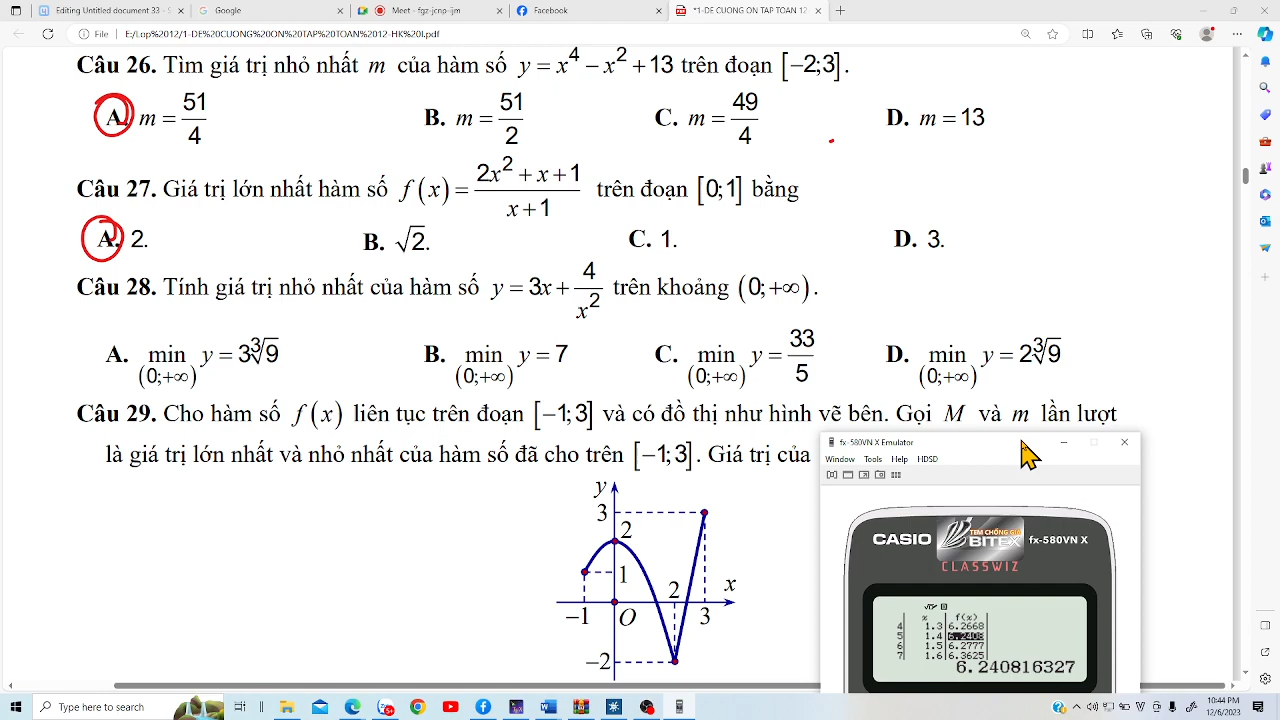 Editing Untitled document 33 - S
Google
Meet - fgz-jcnp-ijm
Facebook
*1-DE CUONG ON TAP TOAN 12
File
E:/Lop%2012/1-DE%20CUONG%20ON%20TAP%20TOAN%2012-HK%20I.pdf
Câu 26. Tìm giá trị nhỏ nhất m của hàm số y = x⁴ − x² + 13 trên đoạn [−2;3].
A. m = 51/4 B. m = 51/2 C. m = 49/4 D. m = 13
Câu 27. Giá trị lớn nhất hàm số f(x) = (2x² + x + 1)/(x + 1) trên đoạn [0;1] bằng
A. 2. B. √2. C. 1. D. 3.
Câu 28. Tính giá trị nhỏ nhất của hàm số y = 3x + 4/x² trên khoảng (0;+∞).
A. min y = 3∛9 B. min y = 7 C. min y = 33/5 D. min y = 2∛9
(0;+∞) (0;+∞) (0;+∞) (0;+∞)
Câu 29. Cho hàm số f(x) liên tục trên đoạn [−1;3] và có đồ thị như hình vẽ bên. Gọi M và m lần lượt
là giá trị lớn nhất và nhỏ nhất của hàm số đã cho trên [−1;3]. Giá trị của
y
3
2
1
2
x
−1
O
3
−2
fx-580VN X Emulator
Window Tools Help HDSD
CASIO
TEM CHỐNG GIẢ
BITEX
fx-580VN X
CLASSWIZ
x f(x)
4 1.3 6.2668
5 1.4 6.2408
6 1.5 6.2777
7 1.6 6.3625
6.240816327
Type here to search
10:44 PM
12/6/2023